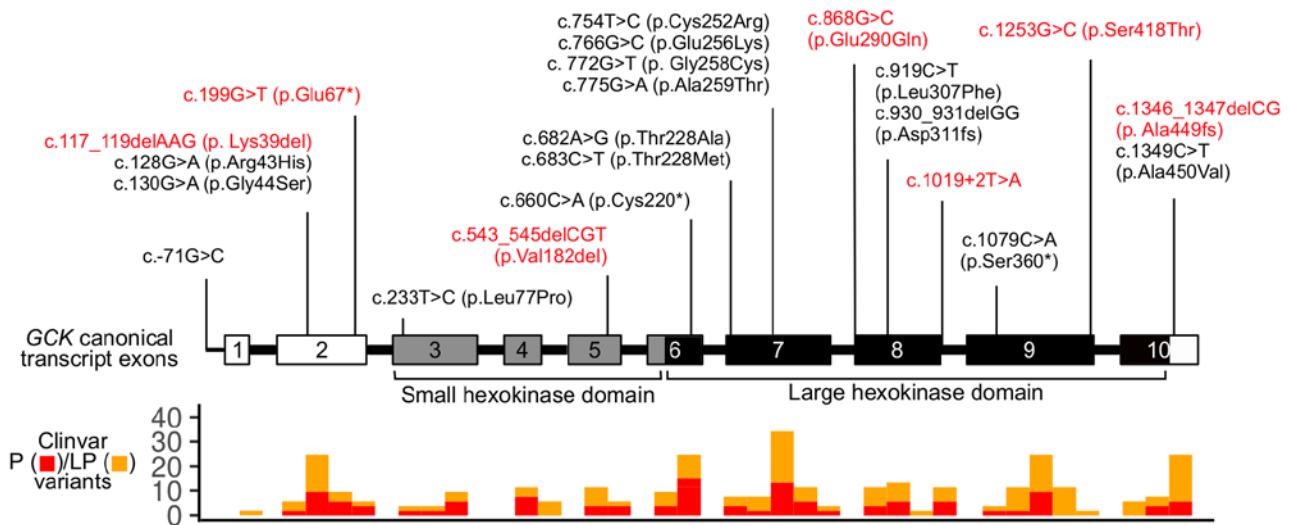 c.754T>C (p.Cys252Arg)
c.766G>C (p.Glu256Lys)
c. 772G>T (p. Gly258Cys)
c.775G>A (p.Ala259Thr)
c.868G>C
(p.Glu290Gln)
c.1253G>C (p.Ser418Thr)
c.199G>T (p.Glu67*)
c.117_119delAAG (p. Lys39del)
c.128G>A (p.Arg43His)
c.130G>A (p.Gly44Ser)
c.682A>G (p.Thr228Ala)
c.683C>T (p.Thr228Met)
c.919C>T
(p.Leu307Phe)
c.930_931delGG
(p.Asp311fs)
c.1346_1347delCG
(p. Ala449fs)
c.1349C>T
(p.Ala450Val)
c.660C>A (p.Cys220*)
c.1019+2T>A
c.-71G>C
c.543_545delCGT
(p.Val182del)
c.1079C>A
(p.Ser360*)
c.233T>C (p.Leu77Pro)
GCK canonical
transcript exons
1 2 3 4 5 6 7 8 9 10
Small hexokinase domain
Large hexokinase domain
Clinvar
P ( )/LP ( )
variants
40
30
20
10
0